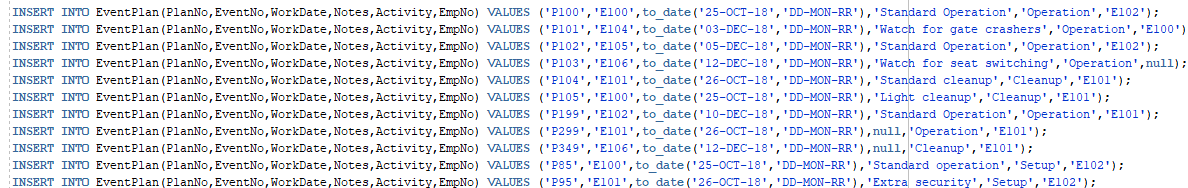 INSERT INTO EventPlan(PlanNo,EventNo,WorkDate,Notes,Activity,EmpNo) VALUES ('P100','E100',to_date('25-OCT-18','DD-MON-RR'),'Standard Operation','Operation','E102');
INSERT INTO EventPlan(PlanNo,EventNo,WorkDate,Notes,Activity,EmpNo) VALUES ('P101','E104',to_date('03-DEC-18','DD-MON-RR'),'Watch for gate crashers','Operation','E100')
INSERT INTO EventPlan(PlanNo,EventNo,WorkDate,Notes,Activity,EmpNo) VALUES ('P102','E105',to_date('05-DEC-18','DD-MON-RR'),'Standard Operation','Operation','E102');
INSERT INTO EventPlan(PlanNo,EventNo,WorkDate,Notes,Activity,EmpNo) VALUES ('P103','E106',to_date('12-DEC-18','DD-MON-RR'),'Watch for seat switching','Operation',null);
INSERT INTO EventPlan(PlanNo,EventNo,WorkDate,Notes,Activity,EmpNo) VALUES ('P104','E101',to_date('26-OCT-18','DD-MON-RR'),'Standard cleanup','Cleanup','E101');
INSERT INTO EventPlan(PlanNo,EventNo,WorkDate,Notes,Activity,EmpNo) VALUES ('P105','E100',to_date('25-OCT-18','DD-MON-RR'),'Light cleanup','Cleanup','E101');
INSERT INTO EventPlan(PlanNo,EventNo,WorkDate,Notes,Activity,EmpNo) VALUES ('P199','E102',to_date('10-DEC-18','DD-MON-RR'),'Standard Operation','Operation','E101');
INSERT INTO EventPlan(PlanNo,EventNo,WorkDate,Notes,Activity,EmpNo) VALUES ('P299','E101',to_date('26-OCT-18','DD-MON-RR'),null,'Operation','E101');
INSERT INTO EventPlan(PlanNo,EventNo,WorkDate,Notes,Activity,EmpNo) VALUES ('P349','E106',to_date('12-DEC-18','DD-MON-RR'),null,'Cleanup','E101');
INSERT INTO EventPlan(PlanNo,EventNo,WorkDate,Notes,Activity,EmpNo) VALUES ('P85','E100',to_date('25-OCT-18','DD-MON-RR'),'Standard operation','Setup','E102');
INSERT INTO EventPlan(PlanNo,EventNo,WorkDate,Notes,Activity,EmpNo) VALUES ('P95','E101',to_date('26-OCT-18','DD-MON-RR'),'Extra security','Setup','E102');